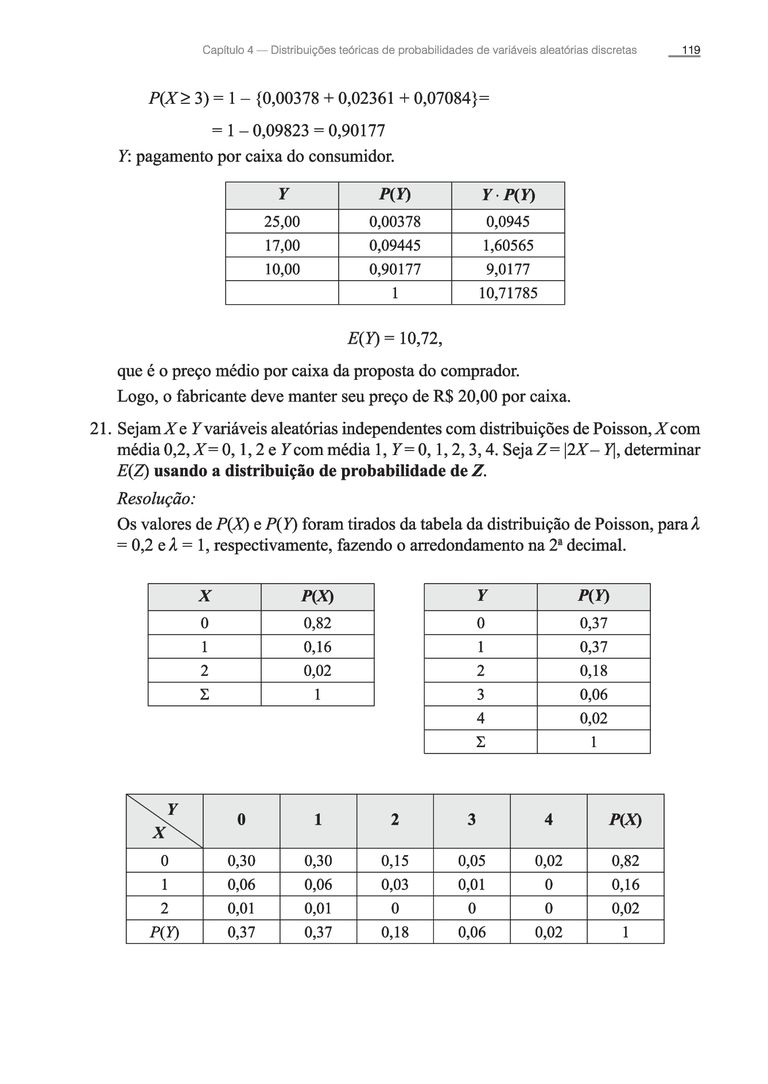 Capítulo 4 — Distribuições teóricas de probabilidades de variáveis aleatórias discretas 119
P(X ≥ 3) = 1 – {0,00378 + 0,02361 + 0,07084}=
= 1 – 0,09823 = 0,90177
Y: pagamento por caixa do consumidor.
Y P(Y) Y · P(Y)
25,00 0,00378 0,0945
17,00 0,09445 1,60565
10,00 0,90177 9,0177
1 10,71785
E(Y) = 10,72,
que é o preço médio por caixa da proposta do comprador.
Logo, o fabricante deve manter seu preço de R$ 20,00 por caixa.
21. Sejam X e Y variáveis aleatórias independentes com distribuições de Poisson, X com
média 0,2, X = 0, 1, 2 e Y com média 1, Y = 0, 1, 2, 3, 4. Seja Z = |2X – Y|, determinar
E(Z) usando a distribuição de probabilidade de Z.
Resolução:
Os valores de P(X) e P(Y) foram tirados da tabela da distribuição de Poisson, para λ
= 0,2 e λ = 1, respectivamente, fazendo o arredondamento na 2ª decimal.
X P(X)
0 0,82
1 0,16
2 0,02
Σ 1
Y P(Y)
0 0,37
1 0,37
2 0,18
3 0,06
4 0,02
Σ 1
Y
X 0 1 2 3 4 P(X)
0 0,30 0,30 0,15 0,05 0,02 0,82
1 0,06 0,06 0,03 0,01 0 0,16
2 0,01 0,01 0 0 0 0,02
P(Y) 0,37 0,37 0,18 0,06 0,02 1